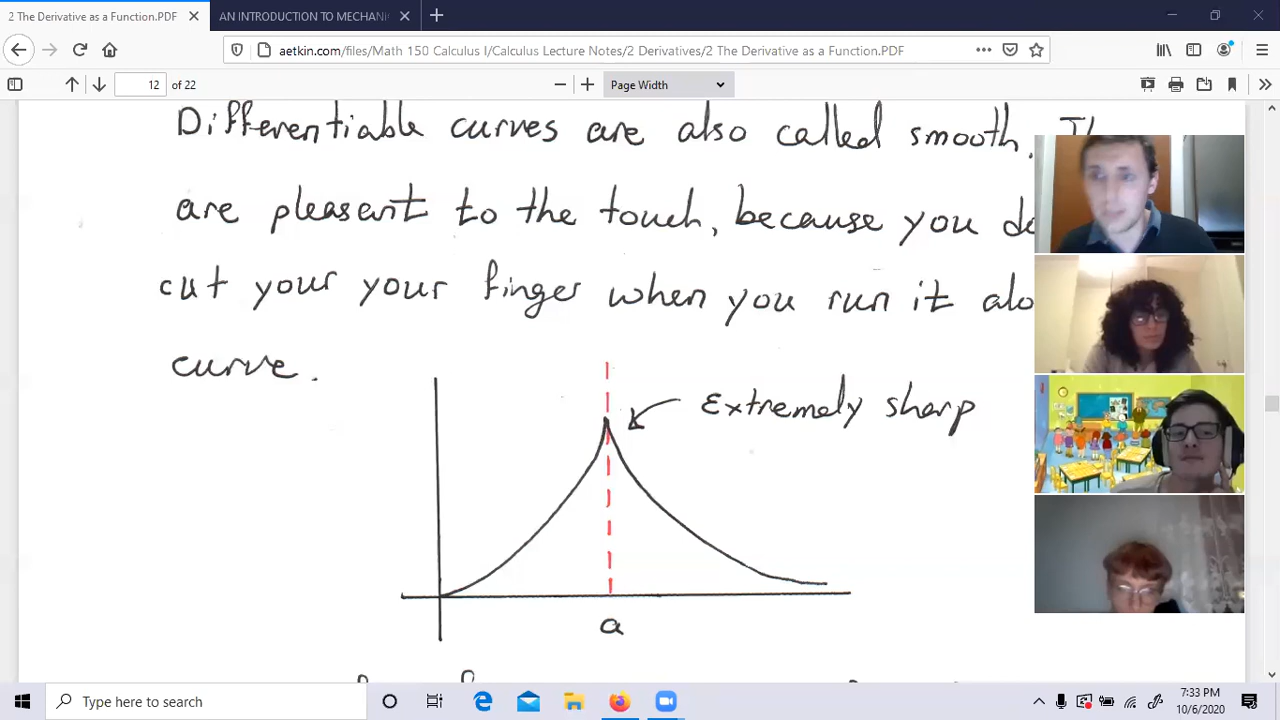 2 The Derivative as a Function.PDF
AN INTRODUCTION TO MECHANI
aetkin.com/files/Math 150 Calculus I/Calculus Lecture Notes/2 Derivatives/2 The Derivative as a Function.PDF
12 of 22
Page Width
Differentiable curves are also called smooth.
are pleasant to the touch, because you
cut your your finger when you run it
curve.
Extremely sharp
a
Type here to search
7:33 PM
10/6/2020